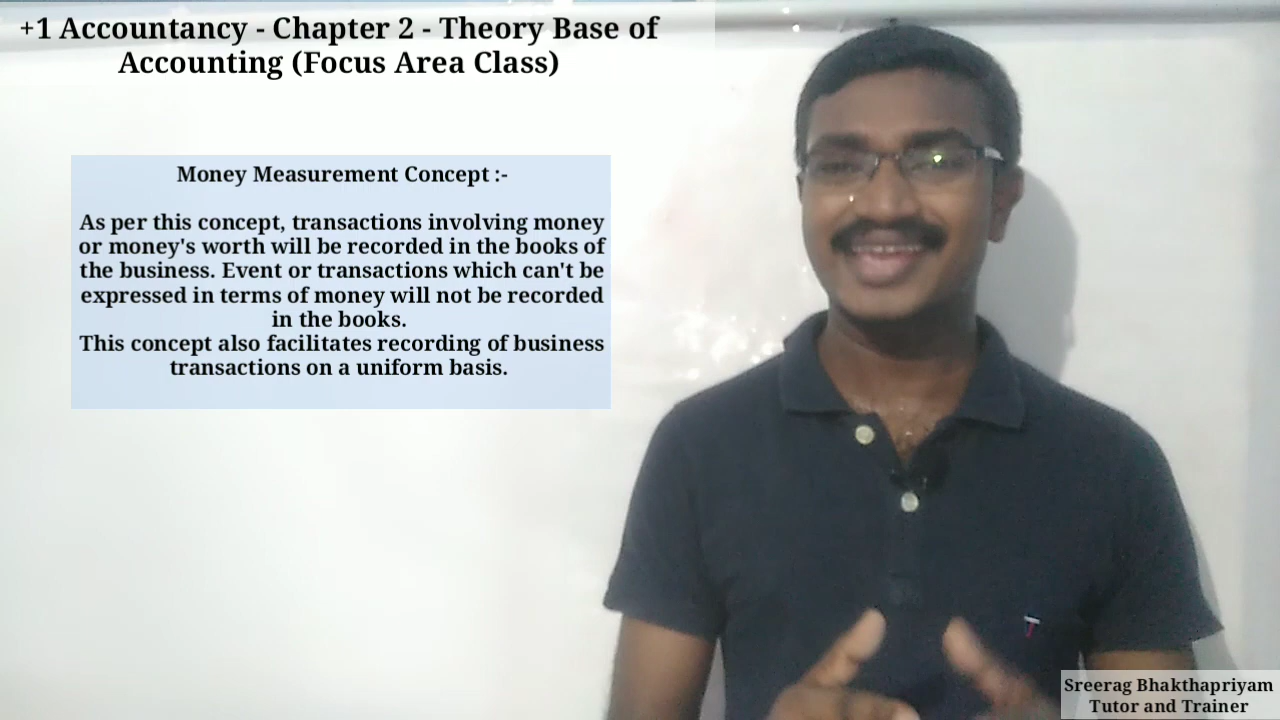 +1 Accountancy - Chapter 2 - Theory Base of
Accounting (Focus Area Class)
Money Measurement Concept :-
As per this concept, transactions involving money
or money's worth will be recorded in the books of
the business. Event or transactions which can't be
expressed in terms of money will not be recorded
in the books.
This concept also facilitates recording of business
transactions on a uniform basis.
Sreerag Bhakthapriyam
Tutor and Trainer